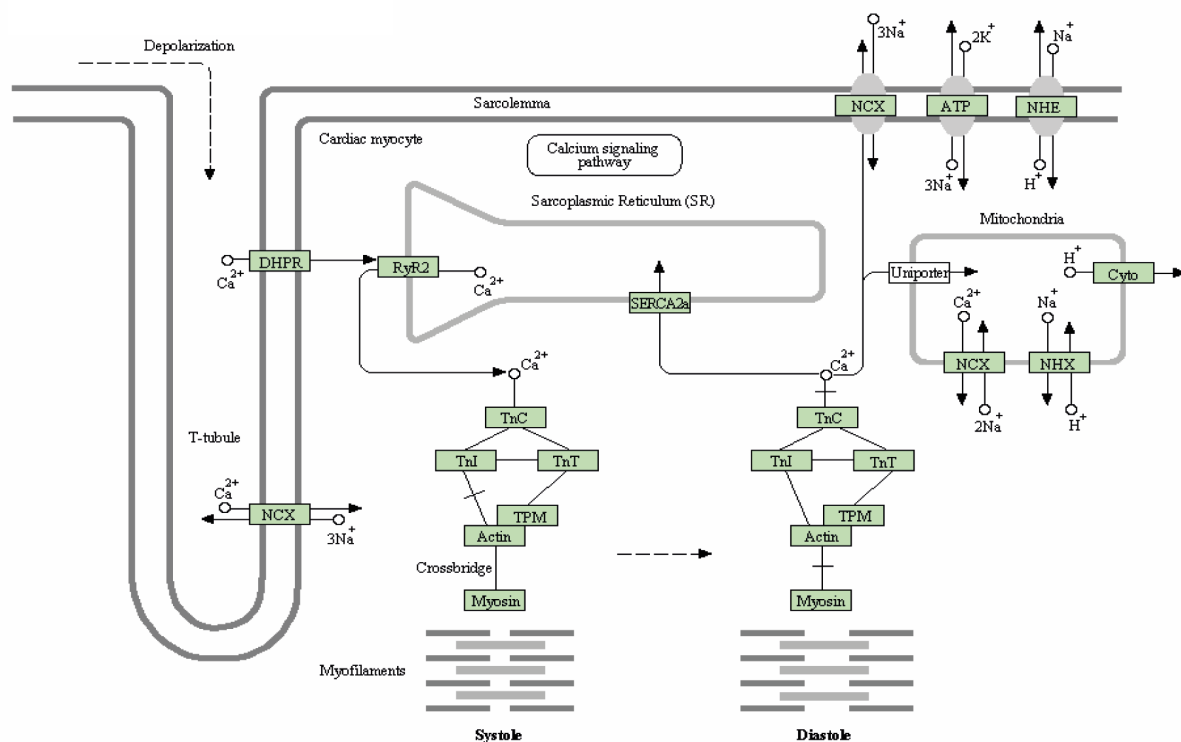 Depolarization
3Na+
2K+
Na+
Sarcolemma
NCX
ATP
NHE
Cardiac myocyte
Calcium signaling
pathway
3Na+
H+
Sarcoplasmic Reticulum (SR)
Mitochondria
DHPR
Ca2+
RyR2
Ca2+
SERCA2a
Uniporter
H+
Cyto
Ca2+
Na+
NCX
NHX
2Na+
H+
Ca2+
Ca2+
TnC
TnC
T-tubule
TnI
TnT
TnI
TnT
Ca2+
NCX
3Na+
TPM
Actin
TPM
Actin
Crossbridge
Myosin
Myosin
Myofilaments
Systole
Diastole